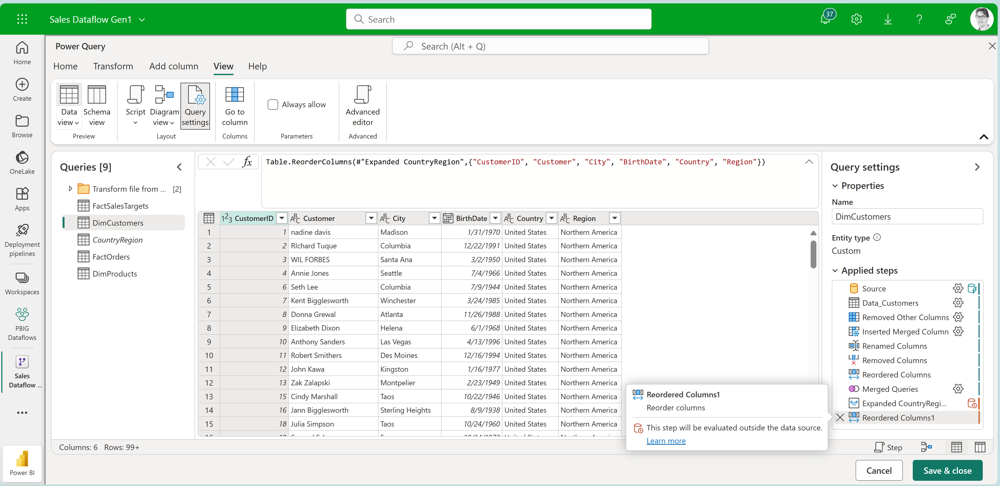 Sales Dataflow Gen1
Search
37
Home
Create
Browse
OneLake
Apps
Deployment
pipelines
Workspaces
PBIG
Dataflows
Sales
Dataflow ...
Power BI
Power Query
Search (Alt + Q)
Home Transform Add column View Help
Data
view
Schema
view
Preview
Script
Diagram
view
Query
settings
Layout
Go to
column
Columns
Always allow
Parameters
Advanced
editor
Advanced
Queries [9]
Transform file from ... [2]
FactSalesTargets
DimCustomers
CountryRegion
FactOrders
DimProducts
fx
Table.ReorderColumns(#"Expanded CountryRegion",{"CustomerID", "Customer", "City", "BirthDate", "Country", "Region"})
123 CustomerID ABC Customer ABC City BirthDate ABC Country ABC Region
1 1 nadine davis Madison 1/31/1970 United States Northern America
2 2 RIchard Tuque Columbia 12/22/1991 United States Northern America
3 3 WIL FORBES Santa Ana 3/2/1950 United States Northern America
4 4 Annie Jones Seattle 7/4/1966 United States Northern America
5 6 Seth Lee Columbia 7/9/1944 United States Northern America
6 7 Kent Bigglesworth Winchester 3/24/1985 United States Northern America
7 8 Donna Grewal Atlanta 11/26/1988 United States Northern America
8 9 Elizabeth Dixon Helena 6/1/1968 United States Northern America
9 10 Anthony Sanders Las Vegas 4/13/1996 United States Northern America
10 11 Robert Smithers Des Moines 12/16/1994 United States Northern America
11 12 John Kawa Kingston 1/16/1977 United States Northern America
12 13 Zak Zalapski Montpelier 2/23/1949 United States Northern America
13 15 Cindy Marshall Taos 10/22/1946 United States Northern America
14 16 Jann Bigglesworth Sterling Heights 8/9/1938 United States Northern America
15 18 Julia Simpson Taos 10/24/1960 United States Northern America
Columns: 6 Rows: 99+
Query settings
Properties
Name
DimCustomers
Entity type
Custom
Applied steps
Source
Data_Customers
Removed Other Columns
Inserted Merged Column
Renamed Columns
Removed Columns
Reordered Columns
Merged Queries
Expanded CountryRegi...
Reordered Columns1
Reordered Columns1
Reorder columns
This step will be evaluated outside the data source.
Learn more
Step
Cancel
Save & close